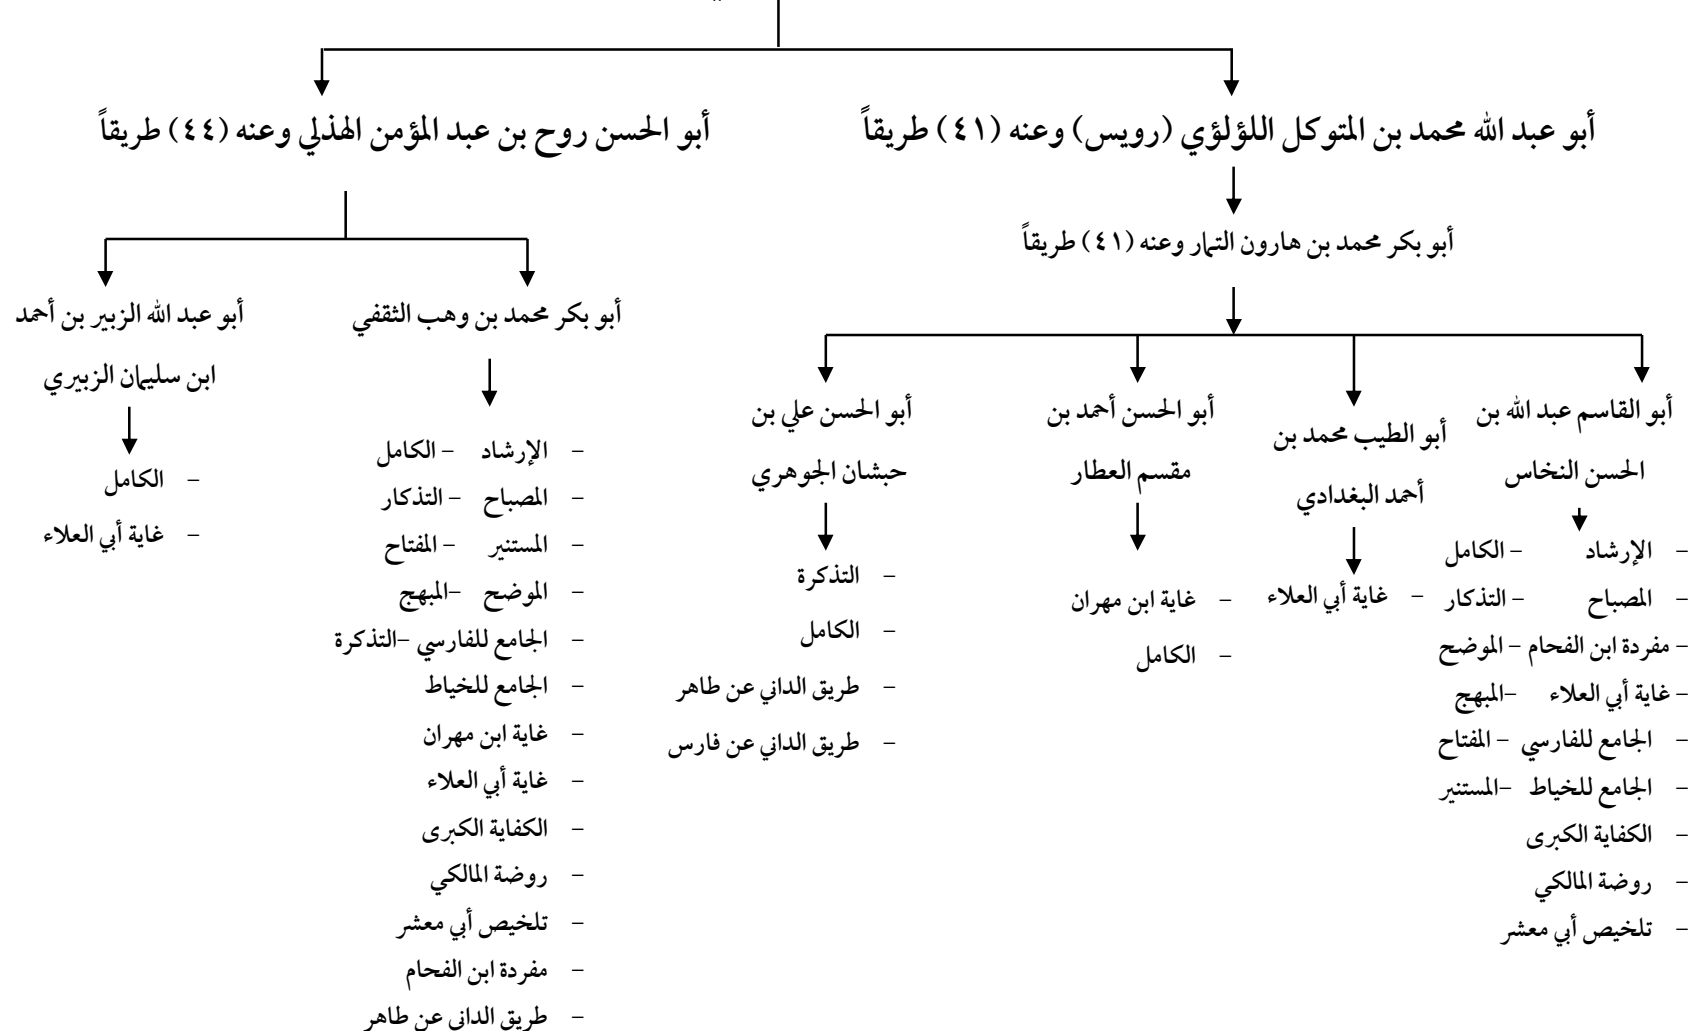 أبو عبد الله محمد بن المتوكل اللؤلؤي (رويس) وعنه (٤١) طريقاً
أبو الحسن روح بن عبد المؤمن الهذلي وعنه (٤٤) طريقاً
أبو بكر محمد بن هارون التمار وعنه (٤١) طريقاً
أبو القاسم عبد الله بن
الحسن النخاس
– الإرشاد – الكامل
– المصباح – التذكار
– مفردة ابن الفحام – الموضح
– غاية أبي العلاء –المبهج
– الجامع للفارسي – المفتاح
– الجامع للخياط –المستنير
– الكفاية الكبرى
– روضة المالكي
– تلخيص أبي معشر
أبو الطيب محمد بن
أحمد البغدادي
– غاية أبي العلاء
أبو الحسن أحمد بن
مقسم العطار
– غاية ابن مهران
– الكامل
أبو الحسن علي بن
حبشان الجوهري
– التذكرة
– الكامل
– طريق الداني عن طاهر
– طريق الداني عن فارس
أبو بكر محمد بن وهب الثقفي
– الإرشاد – الكامل
– المصباح – التذكار
– المستنير – المفتاح
– الموضح –المبهج
– الجامع للفارسي –التذكرة
– الجامع للخياط
– غاية ابن مهران
– غاية أبي العلاء
– الكفاية الكبرى
– روضة المالكي
– تلخيص أبي معشر
– مفردة ابن الفحام
– طريق الداني عن طاهر
أبو عبد الله الزبير بن أحمد
ابن سليمان الزبيري
– الكامل
– غاية أبي العلاء